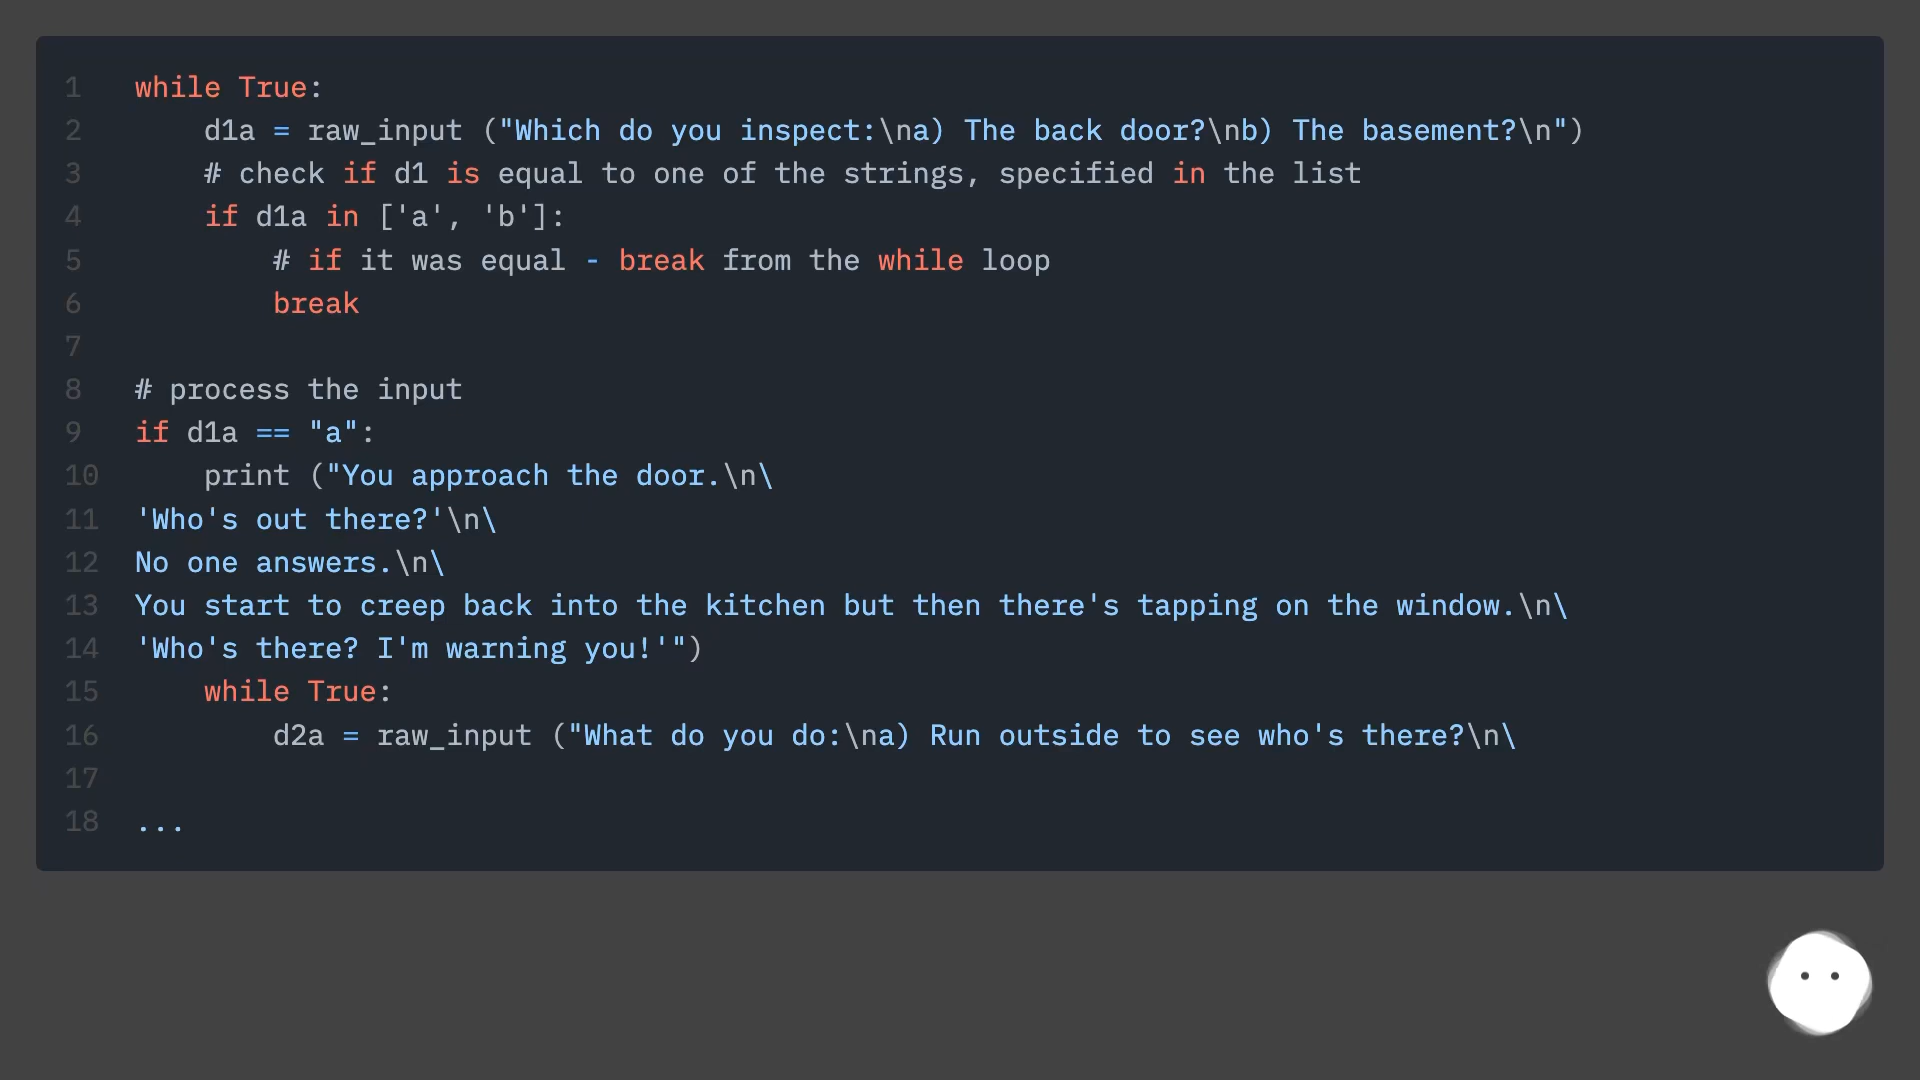 1 while True:
2     d1a = raw_input ("Which do you inspect:\na) The back door?\nb) The basement?\n")
3     # check if d1 is equal to one of the strings, specified in the list
4     if d1a in ['a', 'b']:
5         # if it was equal - break from the while loop
6         break
7
8 # process the input
9 if d1a == "a":
10     print ("You approach the door.\n\
11 'Who's out there?'\n\
12 No one answers.\n\
13 You start to creep back into the kitchen but then there's tapping on the window.\n\
14 'Who's there? I'm warning you!'")
15     while True:
16         d2a = raw_input ("What do you do:\na) Run outside to see who's there?\n\
17
18 ...